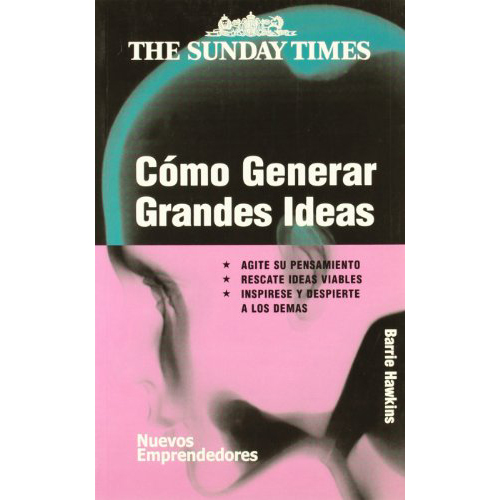 THE SUNDAY TIMES
Cómo Generar
Grandes Ideas
★ AGITE SU PENSAMIENTO
★ RESCATE IDEAS VIABLES
★ INSPIRESE Y DESPIERTE
A LOS DEMAS
Barrie Hawkins
Nuevos
Emprendedores